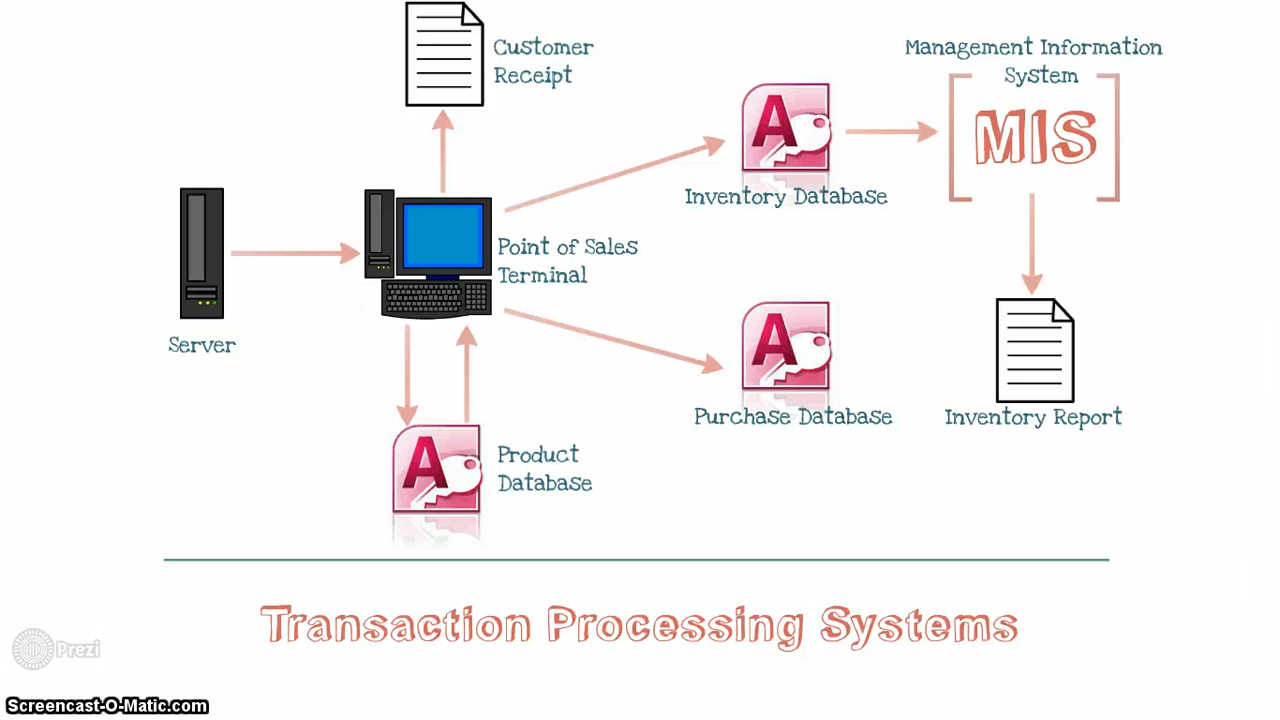 Customer
Receipt
Management Information
System
MIS
A
Inventory Database
Point of Sales
Terminal
Server
A
Purchase Database
Inventory Report
A
Product
Database
Transaction Processing Systems
Prezi
Screencast-O-Matic.com